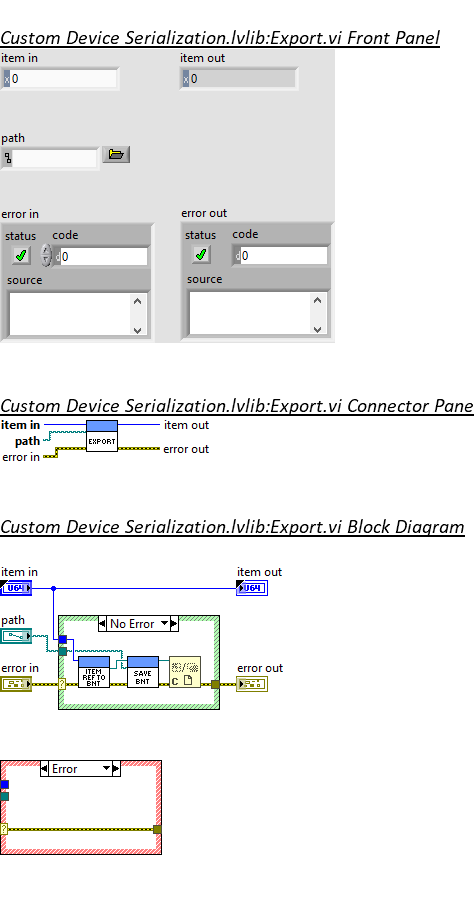 Custom Device Serialization.lvlib:Export.vi Front Panel
item in
item out
x 0
x 0
path
error in
error out
status code
status code
d 0
d 0
source
source
Custom Device Serialization.lvlib:Export.vi Connector Pane
item in
item out
path
EXPORT
error in
error out
Custom Device Serialization.lvlib:Export.vi Block Diagram
item in
item out
U64
U64
path
No Error
error in
error out
ITEM
REF TO
BNT
SAVE
BNT
C
?
Error
?